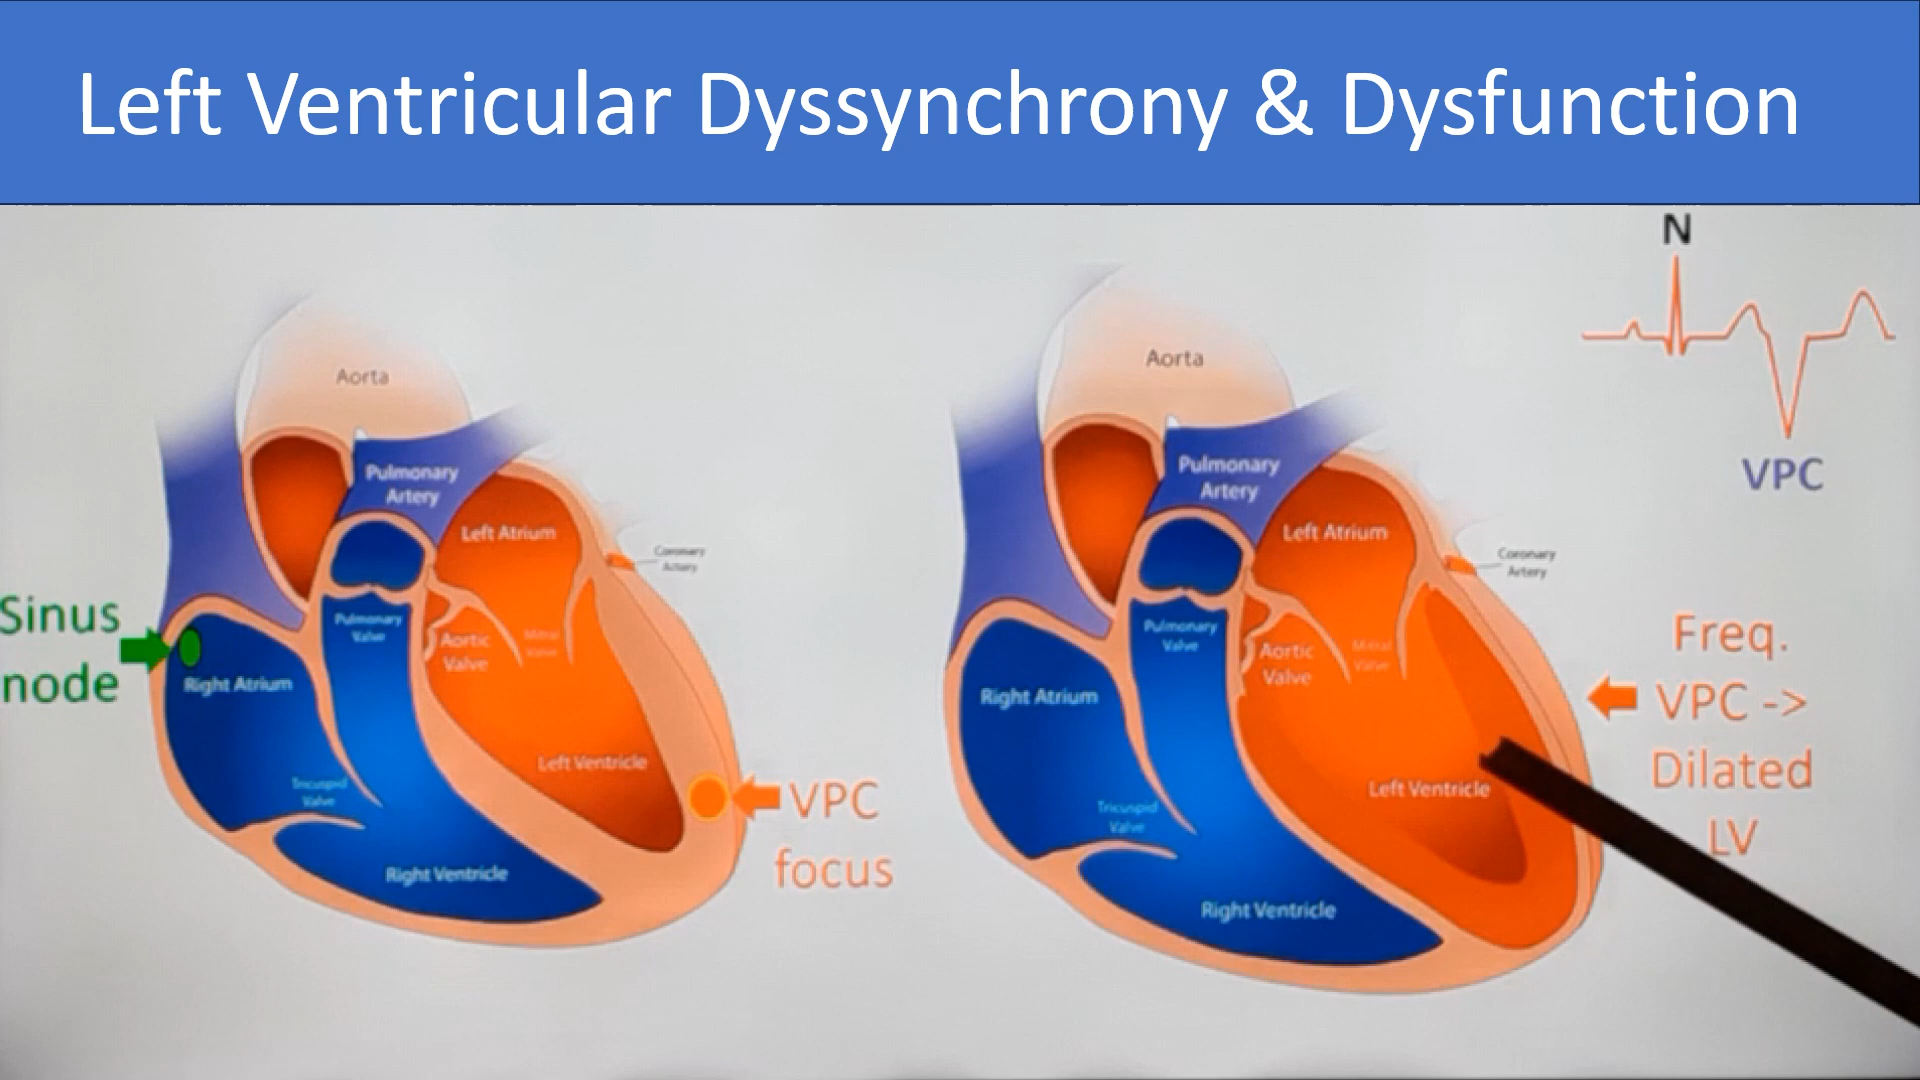 Left Ventricular Dyssynchrony & Dysfunction
N
VPC
Aorta
Pulmonary
Artery
Left Atrium
Coronary
Artery
Sinus
node
Pulmonary
Valve
Aortic
Valve
Mitral
Valve
Right Atrium
Left Ventricle
Tricuspid
Valve
VPC
focus
Right Ventricle
Aorta
Pulmonary
Artery
Left Atrium
Coronary
Artery
Pulmonary
Valve
Aortic
Valve
Mitral
Valve
Right Atrium
Left Ventricle
Tricuspid
Valve
Right Ventricle
Freq.
VPC ->
Dilated
LV